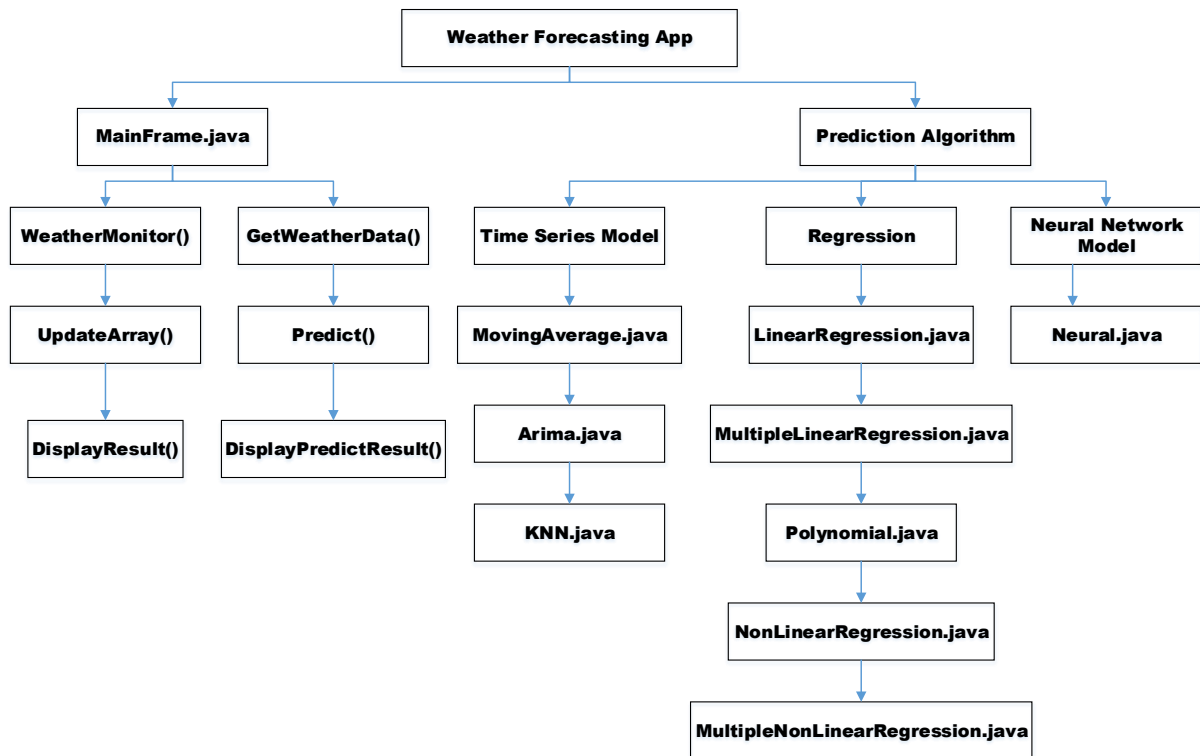 Weather Forecasting App
MainFrame.java
Prediction Algorithm
WeatherMonitor()
GetWeatherData()
Time Series Model
Regression
Neural Network
Model
UpdateArray()
Predict()
MovingAverage.java
LinearRegression.java
Neural.java
DisplayResult()
DisplayPredictResult()
Arima.java
MultipleLinearRegression.java
KNN.java
Polynomial.java
NonLinearRegression.java
MultipleNonLinearRegression.java